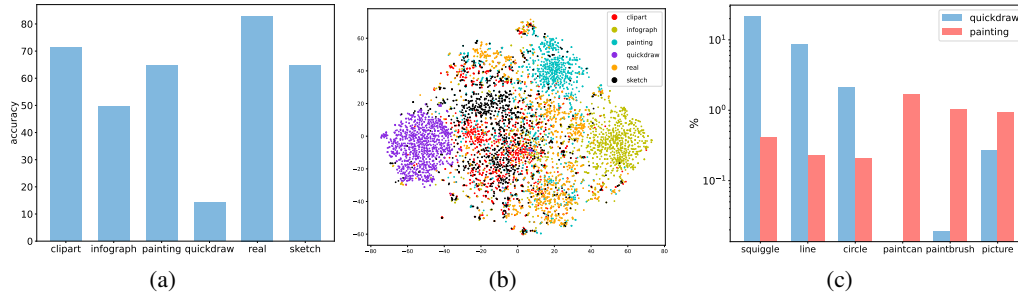 80
70
60
50
40
30
20
10
0
accuracy
clipart infograph painting quickdraw real sketch
(a)
60
40
20
0
−20
−40
−60
−80 −60 −40 −20 0 20 40 60 80
clipart
infograph
painting
quickdraw
real
sketch
(b)
10¹
10⁰
10⁻¹
%
quickdraw
painting
squiggle line circle paintcan paintbrush picture
(c)